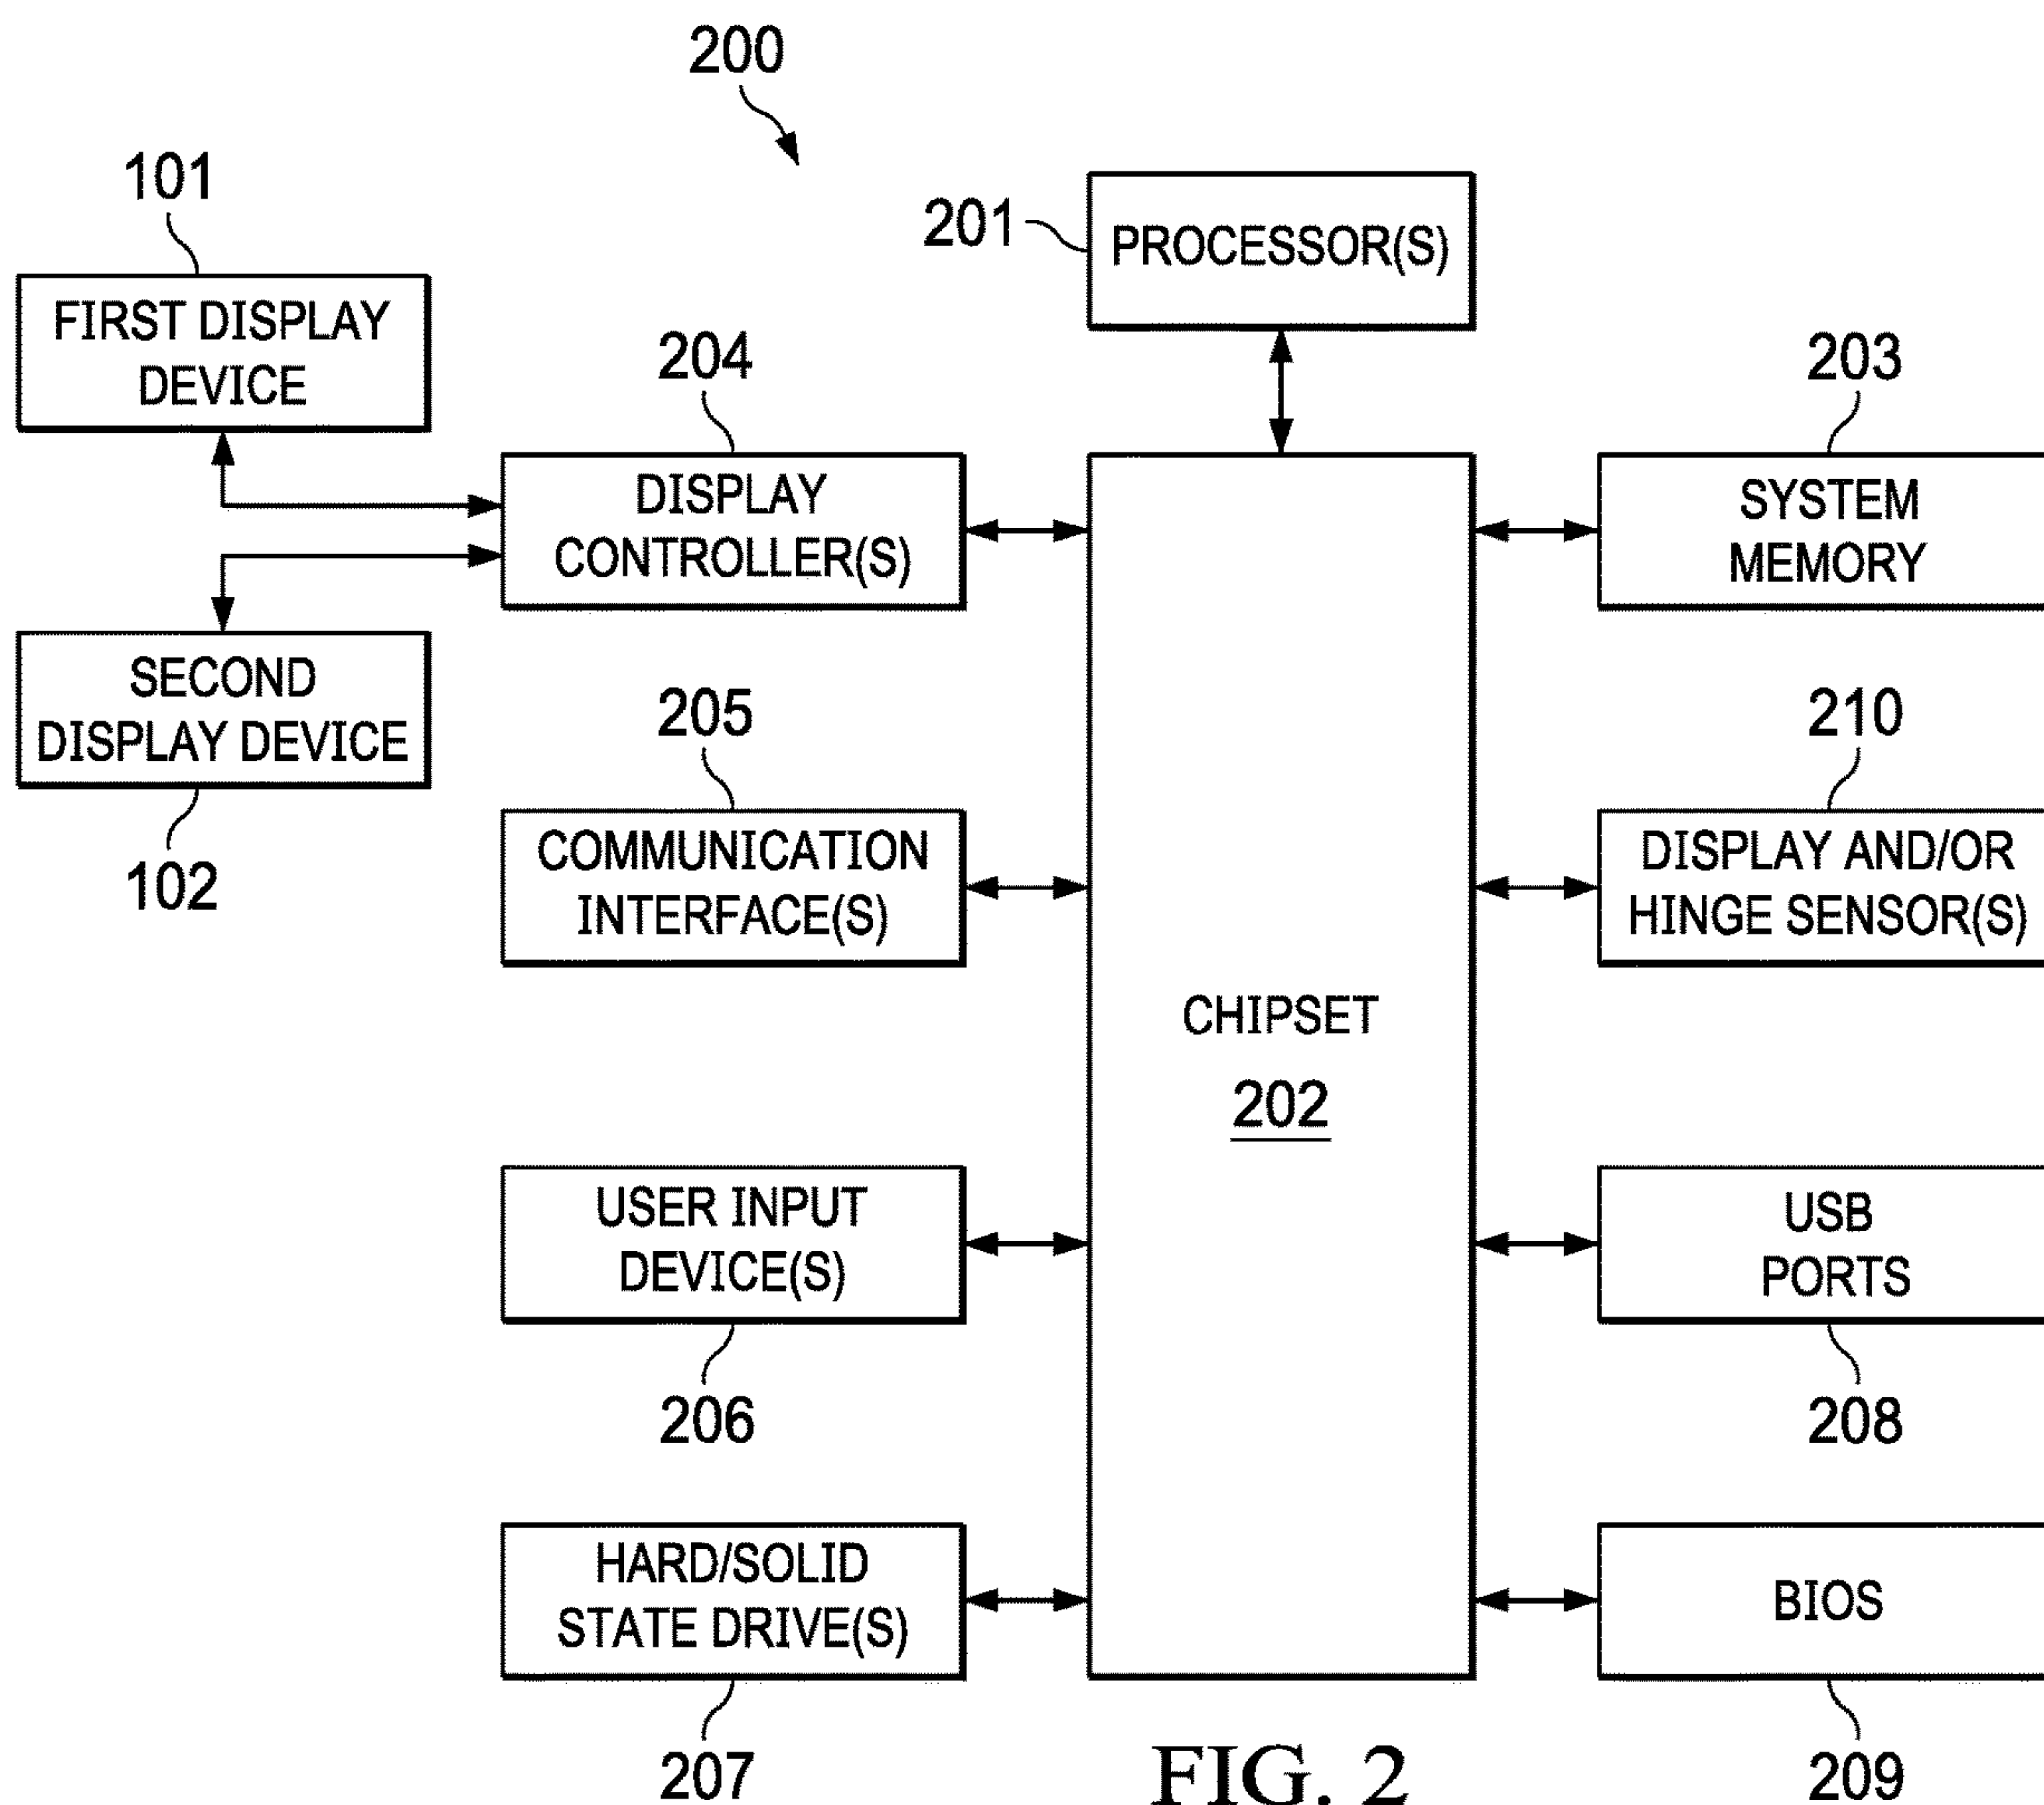 200
101
201
PROCESSOR(S)
FIRST DISPLAY
DEVICE
204
203
DISPLAY
CONTROLLER(S)
SYSTEM
MEMORY
SECOND
DISPLAY DEVICE
102
205
210
COMMUNICATION
INTERFACE(S)
DISPLAY AND/OR
HINGE SENSOR(S)
CHIPSET
202
USER INPUT
DEVICE(S)
206
USB
PORTS
208
HARD/SOLID
STATE DRIVE(S)
207
BIOS
209
FIG. 2